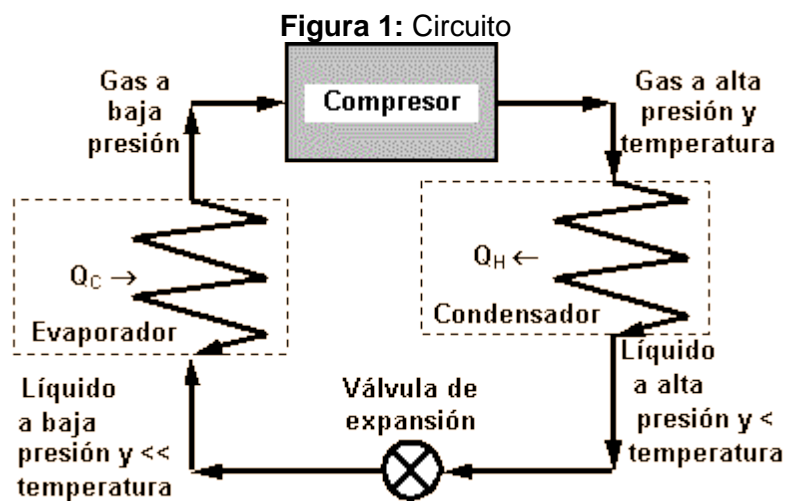 Figura 1: Circuito
Gas a
baja
presión
Compresor
Gas a alta
presión y
temperatura
Q_C →
Evaporador
Q_H ←
Condensador
Líquido
a baja
presión y <<
temperatura
Válvula de
expansión
Líquido
a alta
presión y <
temperatura